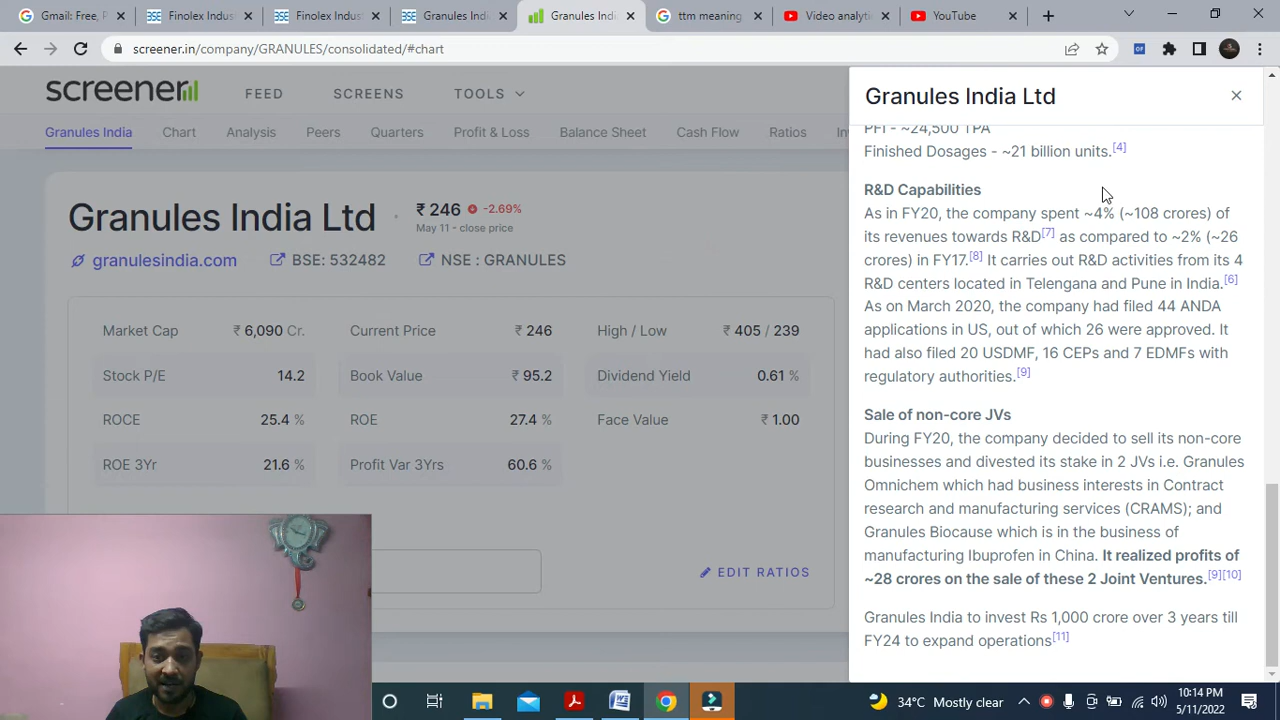 Gmail: Free, P
Finolex Indus
Finolex Indust
Granules Indi
Granules Indi
ttm meaning
Video analyti
YouTube
screener.in/company/GRANULES/consolidated/#chart
screener
FEED
SCREENS
TOOLS
Granules India
Chart
Analysis
Peers
Quarters
Profit & Loss
Balance Sheet
Cash Flow
Ratios
Granules India Ltd
₹ 246 -2.69%
May 11 - close price
granulesindia.com
BSE: 532482
NSE : GRANULES
Market Cap ₹ 6,090 Cr.
Current Price ₹ 246
High / Low ₹ 405 / 239
Stock P/E 14.2
Book Value ₹ 95.2
Dividend Yield 0.61 %
ROCE 25.4 %
ROE 27.4 %
Face Value ₹ 1.00
ROE 3Yr 21.6 %
Profit Var 3Yrs 60.6 %
EDIT RATIOS
Granules India Ltd
PFI - ~24,500 TPA
Finished Dosages - ~21 billion units.[4]
R&D Capabilities
As in FY20, the company spent ~4% (~108 crores) of
its revenues towards R&D[7] as compared to ~2% (~26
crores) in FY17.[8] It carries out R&D activities from its 4
R&D centers located in Telengana and Pune in India.[6]
As on March 2020, the company had filed 44 ANDA
applications in US, out of which 26 were approved. It
had also filed 20 USDMF, 16 CEPs and 7 EDMFs with
regulatory authorities.[9]
Sale of non-core JVs
During FY20, the company decided to sell its non-core
businesses and divested its stake in 2 JVs i.e. Granules
Omnichem which had business interests in Contract
research and manufacturing services (CRAMS); and
Granules Biocause which is in the business of
manufacturing Ibuprofen in China. It realized profits of
~28 crores on the sale of these 2 Joint Ventures.[9][10]
Granules India to invest Rs 1,000 crore over 3 years till
FY24 to expand operations[11]
34°C Mostly clear
10:14 PM
5/11/2022